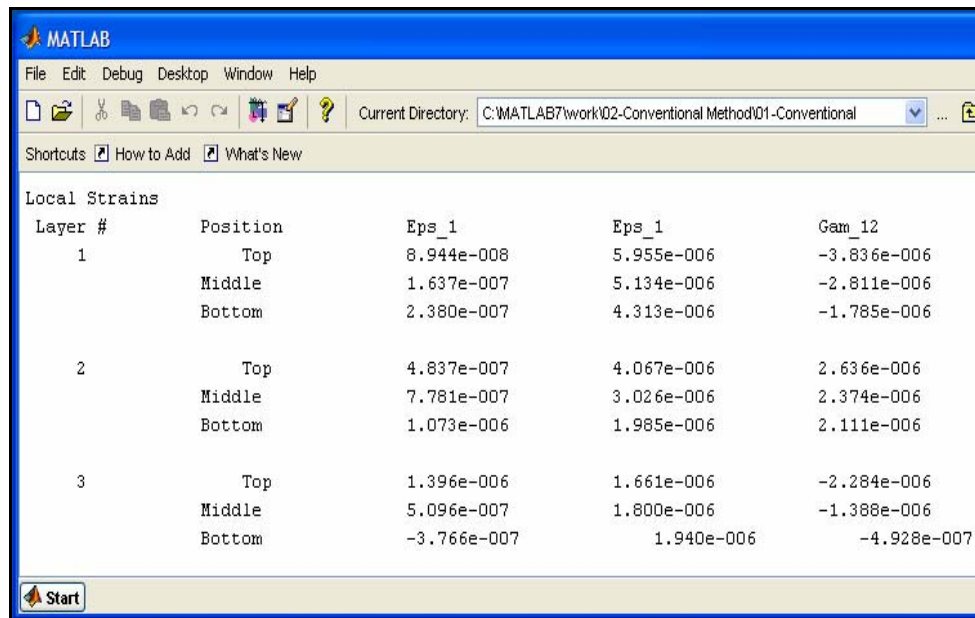 MATLAB
File Edit Debug Desktop Window Help
Current Directory: C:\MATLAB7\work\02-Conventional Method\01-Conventional ...
Shortcuts How to Add What's New
Local Strains
Layer # Position Eps_1 Eps_1 Gam_12
1 Top 8.944e-008 5.955e-006 -3.836e-006
Middle 1.637e-007 5.134e-006 -2.811e-006
Bottom 2.380e-007 4.313e-006 -1.785e-006
2 Top 4.837e-007 4.067e-006 2.636e-006
Middle 7.781e-007 3.026e-006 2.374e-006
Bottom 1.073e-006 1.985e-006 2.111e-006
3 Top 1.396e-006 1.661e-006 -2.284e-006
Middle 5.096e-007 1.800e-006 -1.388e-006
Bottom -3.766e-007 1.940e-006 -4.928e-007
Start